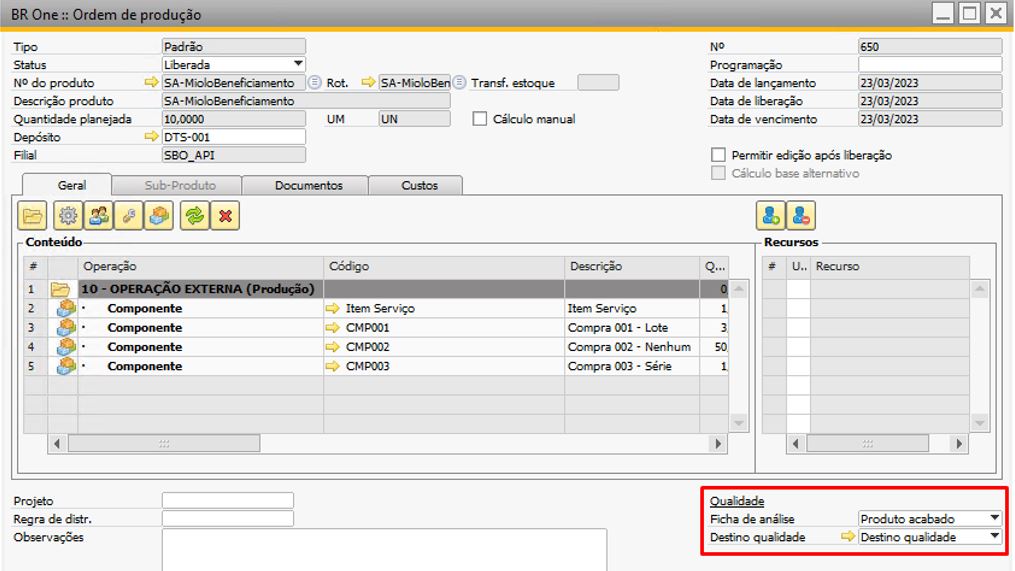 BR One :: Ordem de produção
Tipo Padrão Nº 650
Status Liberada Programação
Nº do produto SA-MioloBeneficiamento Rot. SA-MioloBen Transf. estoque Data de lançamento 23/03/2023
Descrição produto SA-MioloBeneficiamento Data de liberação 23/03/2023
Quantidade planejada 10,0000 UM UN Cálculo manual Data de vencimento 23/03/2023
Depósito DTS-001
Filial SBO_API Permitir edição após liberação
Cálculo base alternativo
Geral Sub-Produto Documentos Custos
Conteúdo Recursos
# Operação Código Descrição Q... # U.. Recurso
1 10 - OPERAÇÃO EXTERNA (Produção) 0,
2 · Componente Item Serviço Item Serviço 1,
3 · Componente CMP001 Compra 001 - Lote 3,
4 · Componente CMP002 Compra 002 - Nenhum 50,
5 · Componente CMP003 Compra 003 - Série 1,
Projeto Qualidade
Regra de distr. Ficha de análise Produto acabado
Observações Destino qualidade Destino qualidade